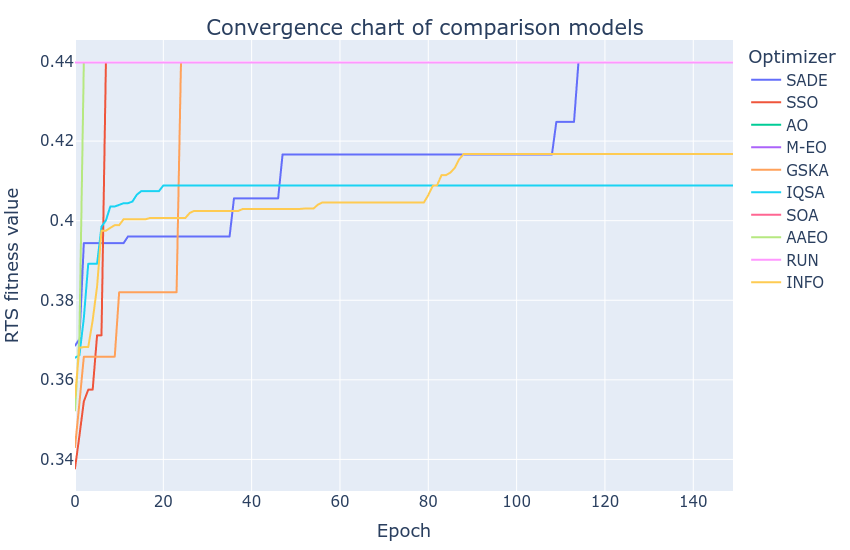 Convergence chart of comparison models
RTS fitness value
0.44
0.42
0.4
0.38
0.36
0.34
0
20
40
60
80
100
120
140
Epoch
Optimizer
SADE
SSO
AO
M-EO
GSKA
IQSA
SOA
AAEO
RUN
INFO